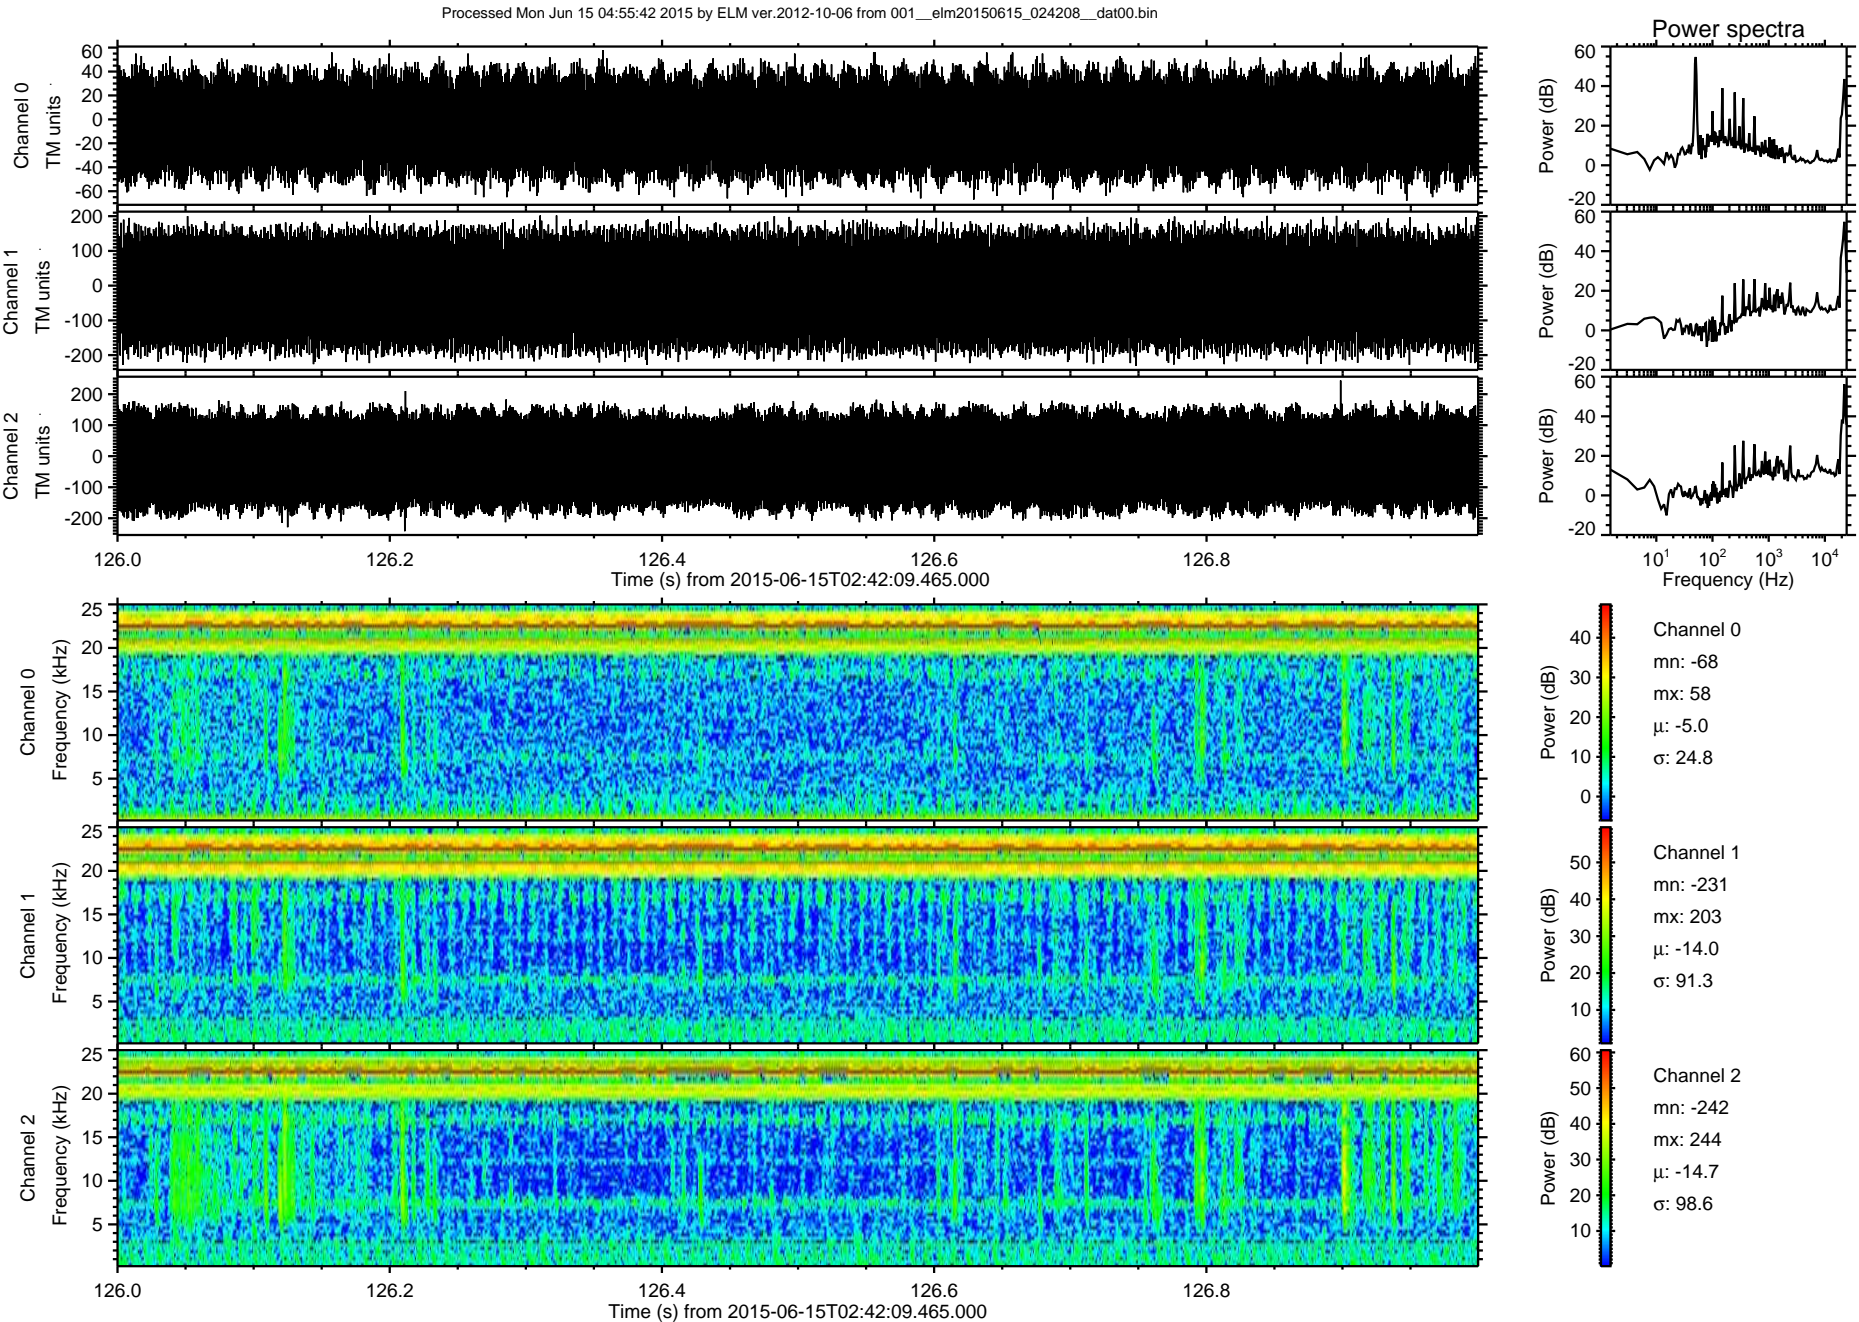 Processed Mon Jun 15 04:55:42 2015 by ELM ver.2012-10-06 from 001__elm20150615_024208__dat00.bin
Power spectra
Channel 0
TM units
60
40
20
0
-20
-40
-60
Power (dB)
60
40
20
0
-20
Channel 1
TM units
200
100
0
-100
-200
Power (dB)
60
40
20
0
-20
Channel 2
TM units
200
100
0
-100
-200
Power (dB)
60
40
20
0
-20
126.0 126.2 126.4 126.6 126.8
Time (s) from 2015-06-15T02:42:09.465.000
10¹ 10² 10³ 10⁴
Frequency (Hz)
Channel 0
Frequency (kHz)
25
20
15
10
5
Power (dB)
40
30
20
10
0
Channel 0
mn: -68
mx: 58
μ: -5.0
σ: 24.8
Channel 1
Frequency (kHz)
25
20
15
10
5
Power (dB)
50
40
30
20
10
Channel 1
mn: -231
mx: 203
μ: -14.0
σ: 91.3
Channel 2
Frequency (kHz)
25
20
15
10
5
Power (dB)
60
50
40
30
20
10
Channel 2
mn: -242
mx: 244
μ: -14.7
σ: 98.6
126.0 126.2 126.4 126.6 126.8
Time (s) from 2015-06-15T02:42:09.465.000